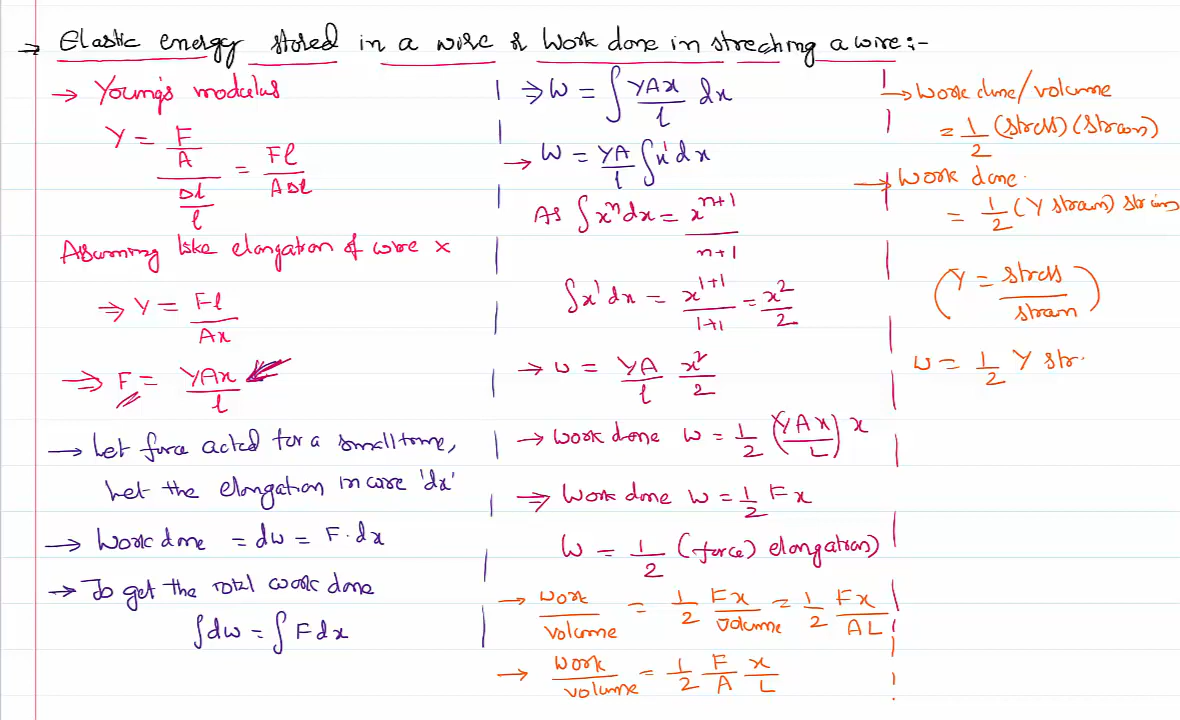 → Elastic energy stored in a wire & Work done in streching a wire:-
→ Young's modulus
Y = F/A / Δl/l = Fl/AΔl
Assuming like elongation of wire x
⇒ Y = Fl/Ax
⇒ F = YAx/l
→ Let force acted for a small time,
Let the elongation in wire 'dx'
→ Work done = dw = F·dx
→ To get the total work done
∫dw = ∫F dx
⇒ W = ∫ YAx/l dx
→ W = YA/l ∫x¹dx
As ∫xⁿdx = xⁿ⁺¹/n+1
∫x¹dx = x¹⁺¹/1+1 = x²/2
→ W = YA/l x²/2
→ Work done W = 1/2 (YAx/L) x
⇒ Work done W = 1/2 Fx
W = 1/2 (force) elongation)
→ Work/volume = 1/2 Fx/volume = 1/2 Fx/AL
→ Work/volume = 1/2 F/A x/L
→ Work done/volume
= 1/2 (stress) (strain)
→ Work done.
= 1/2 (Y strain) strain
(Y = stress/strain)
W = 1/2 Y str.